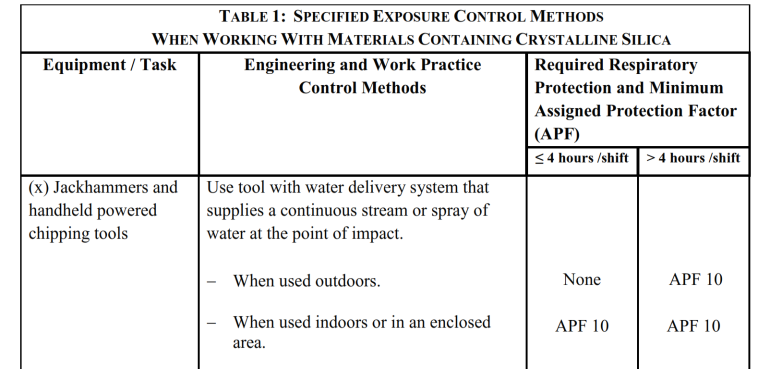 TABLE 1: SPECIFIED EXPOSURE CONTROL METHODS
WHEN WORKING WITH MATERIALS CONTAINING CRYSTALLINE SILICA
Equipment / Task
Engineering and Work Practice
Control Methods
Required Respiratory
Protection and Minimum
Assigned Protection Factor
(APF)
≤ 4 hours /shift
> 4 hours /shift
(x) Jackhammers and
handheld powered
chipping tools
Use tool with water delivery system that
supplies a continuous stream or spray of
water at the point of impact.
– When used outdoors.
None
APF 10
– When used indoors or in an enclosed
area.
APF 10
APF 10